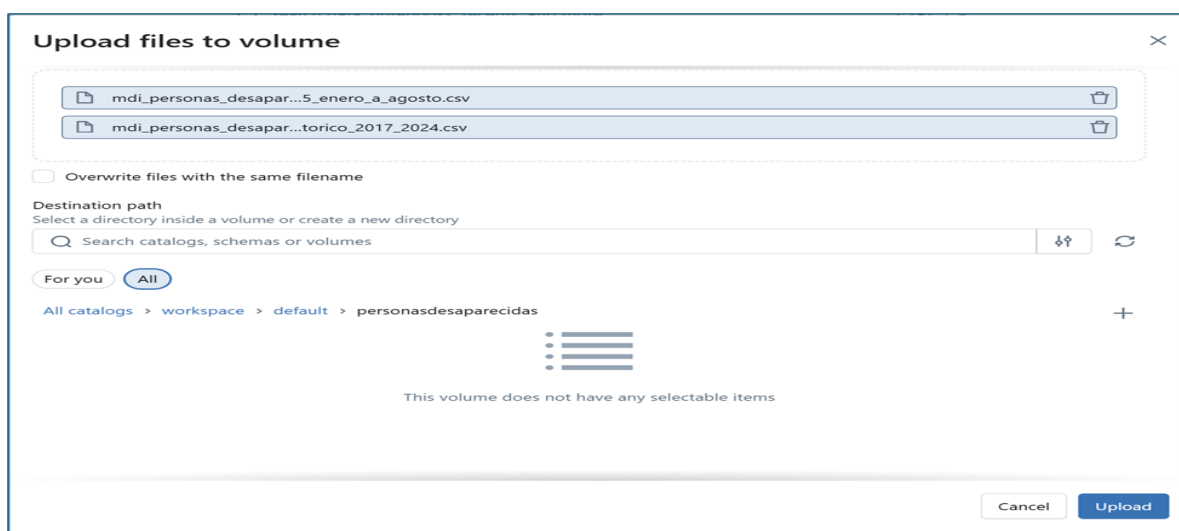 Upload files to volume
mdi_personas_desapar...5_enero_a_agosto.csv
mdi_personas_desapar...torico_2017_2024.csv
Overwrite files with the same filename
Destination path
Select a directory inside a volume or create a new directory
Search catalogs, schemas or volumes
For you All
All catalogs > workspace > default > personasdesaparecidas
This volume does not have any selectable items
Cancel Upload